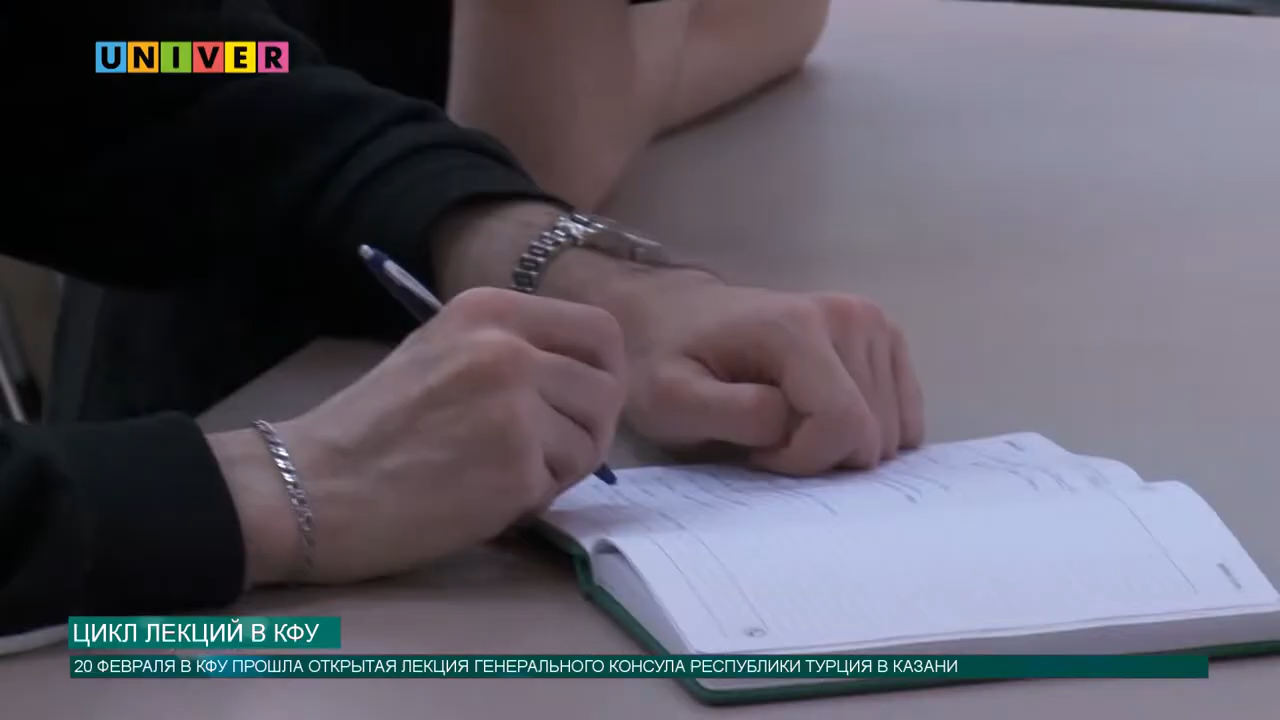 UNIVER
ЦИКЛ ЛЕКЦИЙ В КФУ
20 ФЕВРАЛЯ В КФУ ПРОШЛА ОТКРЫТАЯ ЛЕКЦИЯ ГЕНЕРАЛЬНОГО КОНСУЛА РЕСПУБЛИКИ ТУРЦИЯ В КАЗАНИ